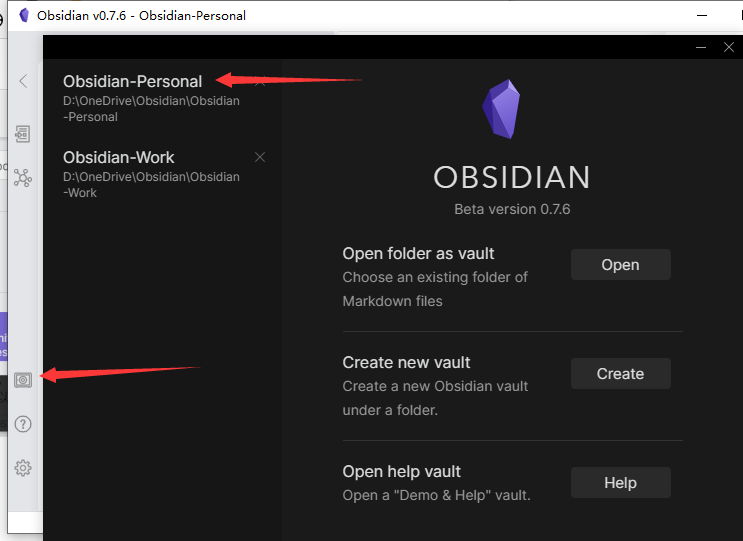 Obsidian v0.7.6 - Obsidian-Personal
Obsidian-Personal
D:\OneDrive\Obsidian\Obsidian
-Personal
Obsidian-Work
D:\OneDrive\Obsidian\Obsidian
-Work
OBSIDIAN
Beta version 0.7.6
Open folder as vault
Choose an existing folder of
Markdown files
Open
Create new vault
Create a new Obsidian vault
under a folder.
Create
Open help vault
Open a "Demo & Help" vault.
Help